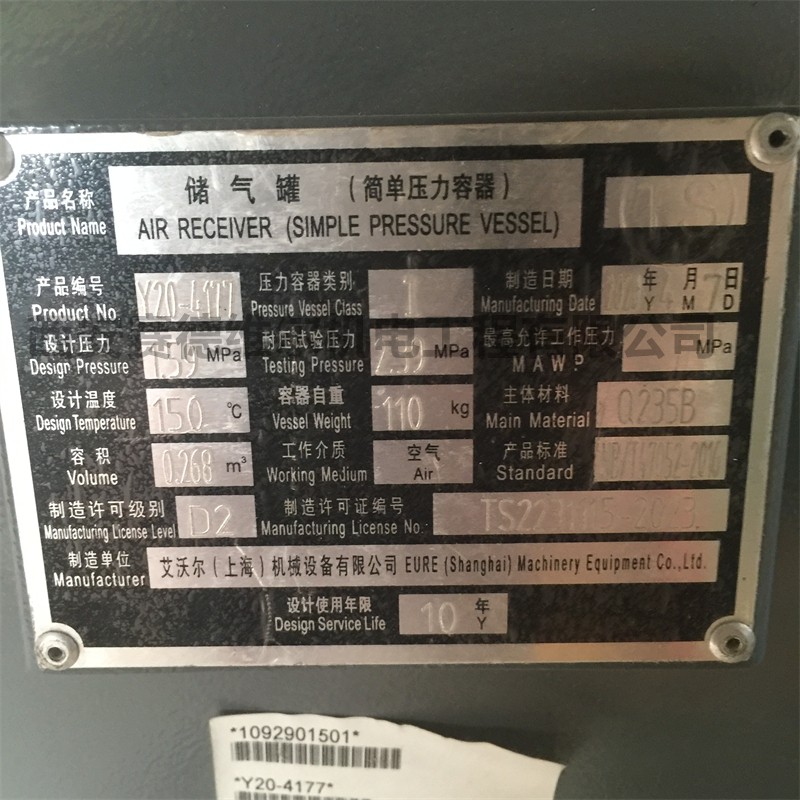 产品名称 储气罐 （简单压力容器）
Product Name AIR RECEIVER (SIMPLE PRESSURE VESSEL)
产品编号 Y20-4177 压力容器类别 1 制造日期 年 月 7 日
Product No. Pressure Vessel Class Manufacturing Date Y M D
设计压力 1.59 MPa 耐压试验压力 2.39 MPa 最高允许工作压力 MPa
Design Pressure Testing Pressure M A W P
设计温度 150 ℃ 容器自重 110 kg 主体材料 Q235B
Design Temperature Vessel Weight Main Material
容积 0.268 m³ 工作介质 空气 产品标准
Volume Working Medium Air Standard
制造许可级别 D2 制造许可证编号
Manufacturing License Level Manufacturing License No.
制造单位 艾沃尔（上海）机械设备有限公司 EURE (Shanghai) Machinery Equipment Co.,Ltd.
Manufacturer
设计使用年限 10 年
Design Service Life Y
*1092901501*
*Y20-4177*